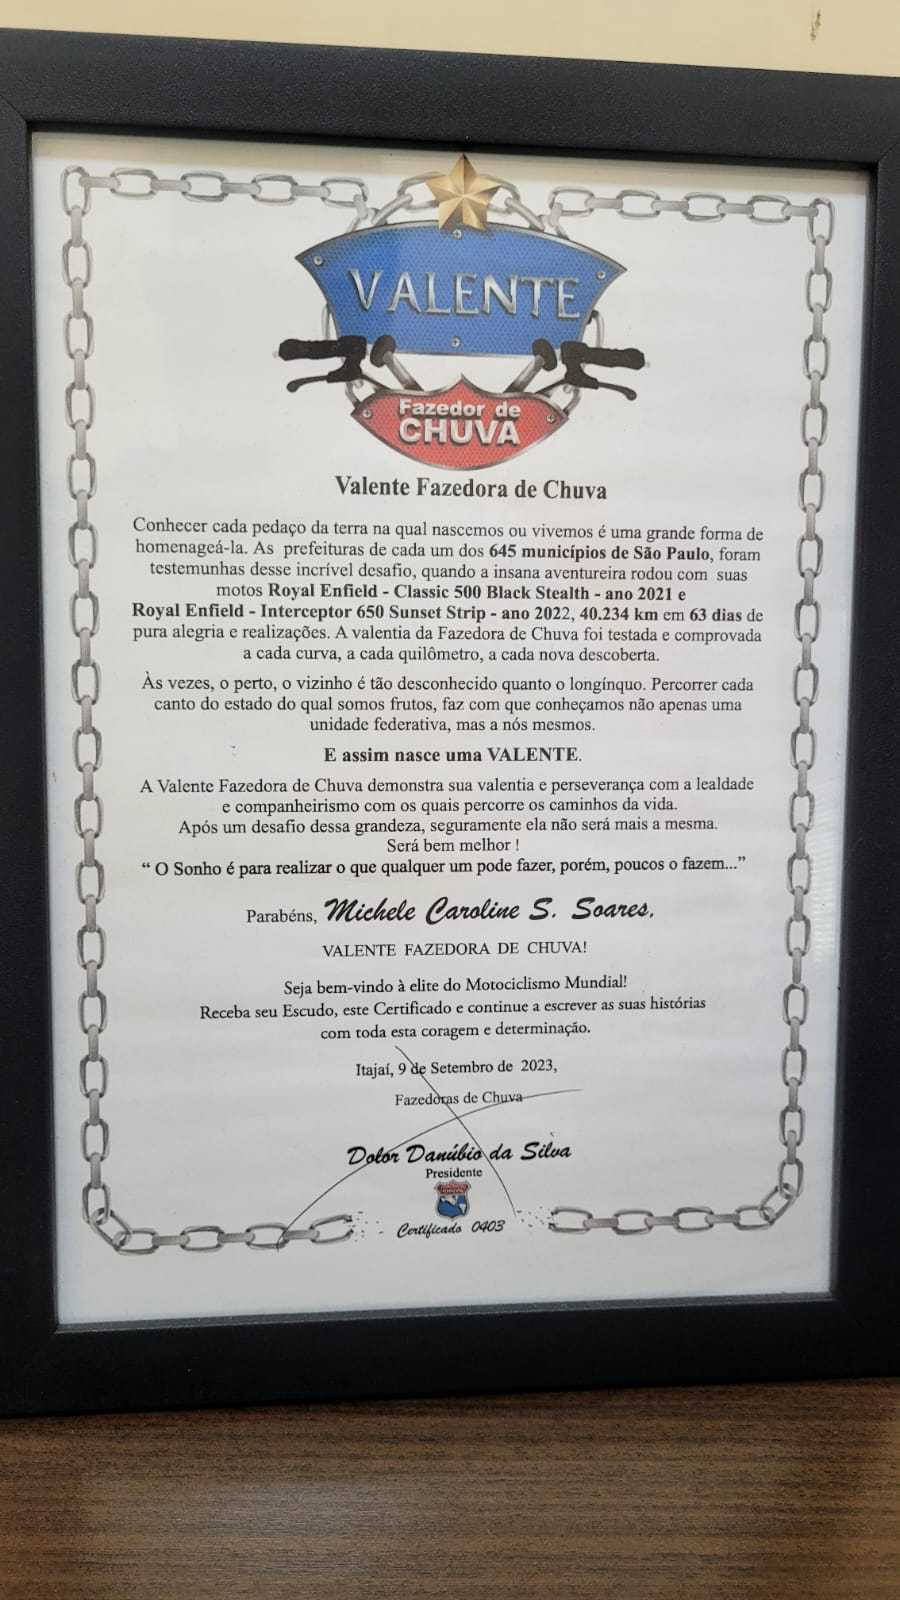 VALENTE
Fazedor de
CHUVA
Valente Fazedora de Chuva
Conhecer cada pedaço da terra na qual nascemos ou vivemos é uma grande forma de
homenageá-la. As prefeituras de cada um dos 645 municípios de São Paulo, foram
testemunhas desse incrível desafio, quando a insana aventureira rodou com suas
motos Royal Enfield - Classic 500 Black Stealth - ano 2021 e
Royal Enfield - Interceptor 650 Sunset Strip - ano 2022, 40.234 km em 63 dias de
pura alegria e realizações. A valentia da Fazedora de Chuva foi testada e comprovada
a cada curva, a cada quilômetro, a cada nova descoberta.
Às vezes, o perto, o vizinho é tão desconhecido quanto o longínquo. Percorrer cada
canto do estado do qual somos frutos, faz com que conheçamos não apenas uma
unidade federativa, mas a nós mesmos.
E assim nasce uma VALENTE.
A Valente Fazedora de Chuva demonstra sua valentia e perseverança com a lealdade
e companheirismo com os quais percorre os caminhos da vida.
Após um desafio dessa grandeza, seguramente ela não será mais a mesma.
Será bem melhor !
“ O Sonho é para realizar o que qualquer um pode fazer, porém, poucos o fazem...”
Parabéns, Michele Caroline S. Soares.
VALENTE FAZEDORA DE CHUVA!
Seja bem-vindo à elite do Motociclismo Mundial!
Receba seu Escudo, este Certificado e continue a escrever as suas histórias
com toda esta coragem e determinação.
Itajaí, 9 de Setembro de 2023,
Fazedoras de Chuva
Dolor Danúbio da Silva
Presidente
Certificado 0403